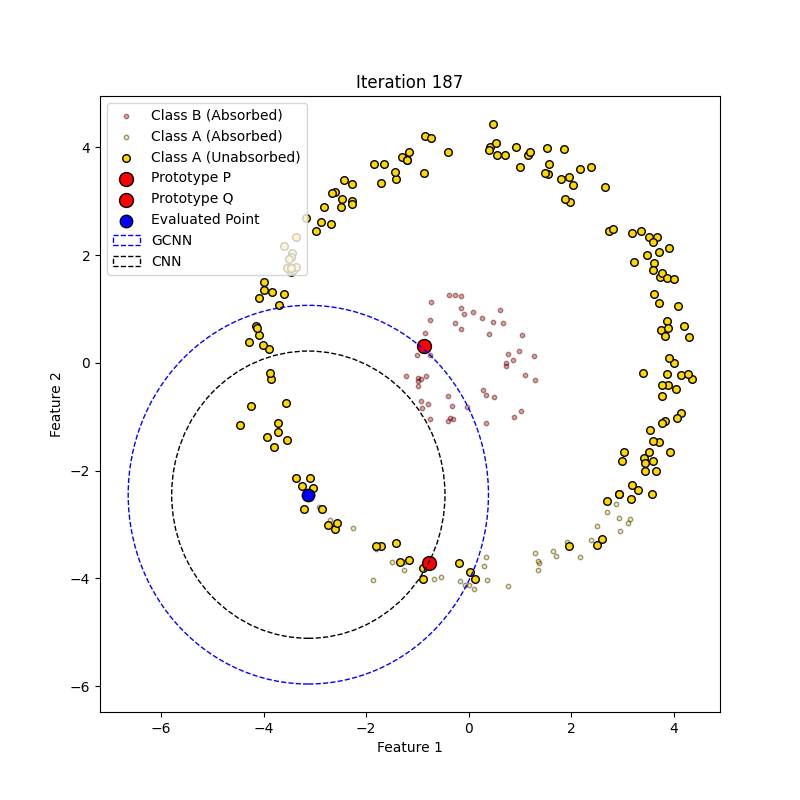 Iteration 187
Class B (Absorbed)
Class A (Absorbed)
Class A (Unabsorbed)
Prototype P
Prototype Q
Evaluated Point
GCNN
CNN
4
2
0
−2
−4
−6
Feature 2
−6 −4 −2 0 2 4
Feature 1